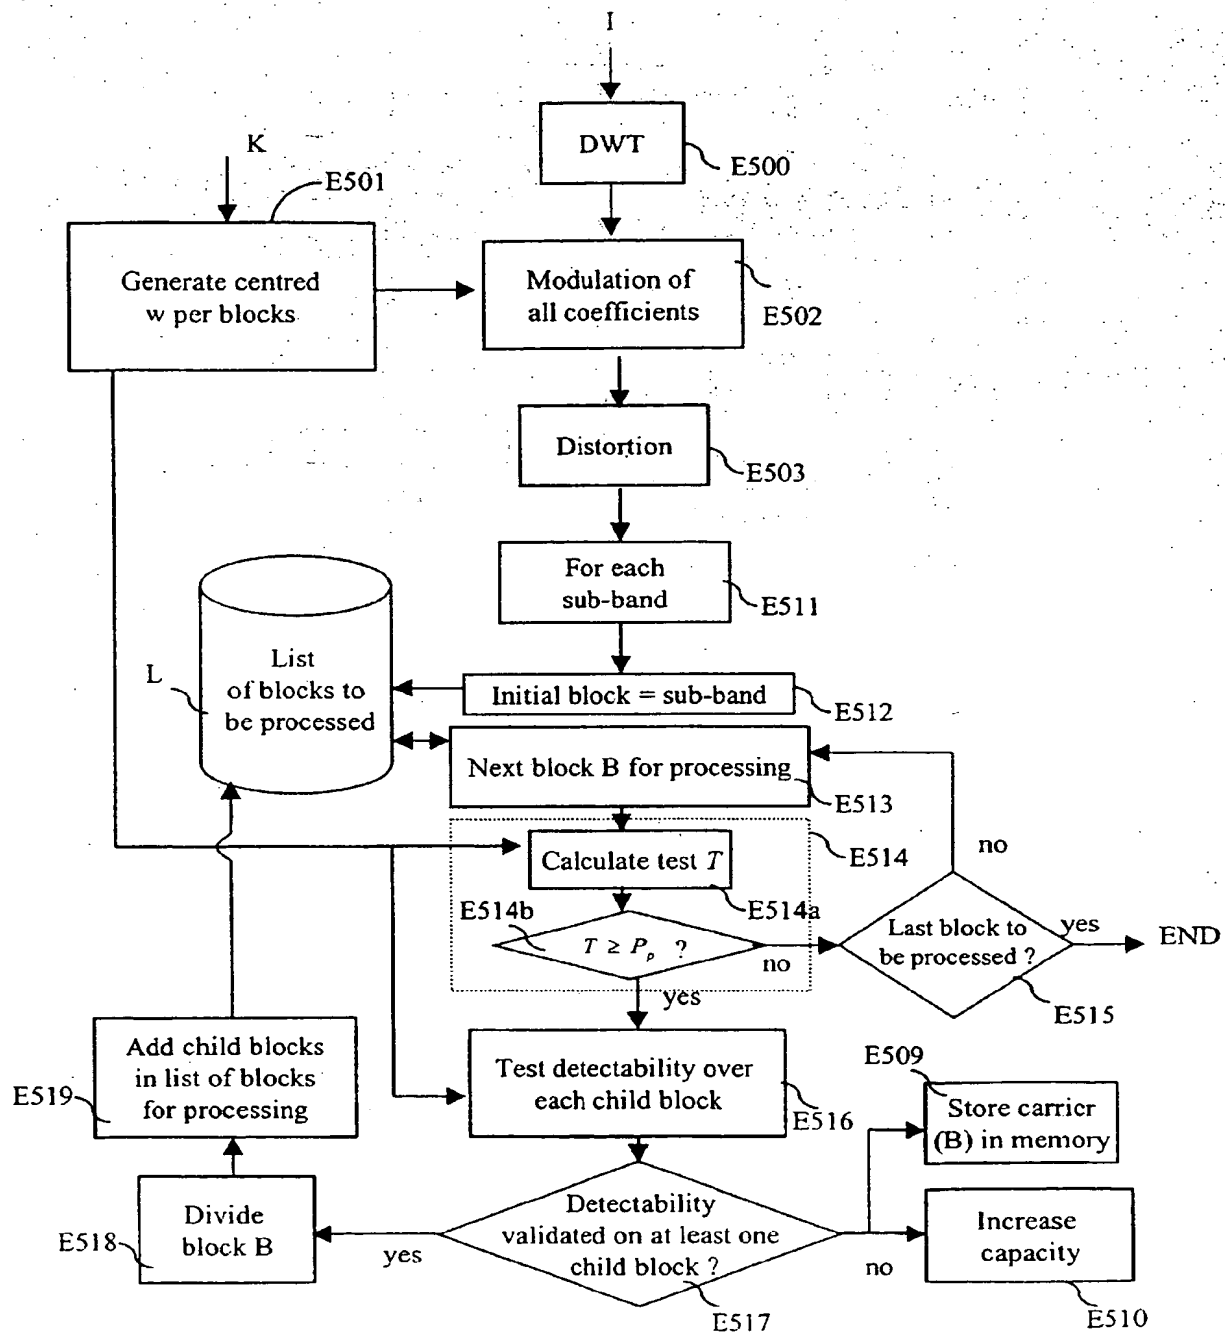 I
DWT
E500
K
E501
Generate centred
w per blocks
Modulation of
all coefficients
E502
Distortion
E503
For each
sub-band
E511
List
of blocks to
be processed
L
Initial block = sub-band
E512
Next block B for processing
E513
Calculate test T
E514
E514a
E514b
T ≥ Pp ?
no
yes
no
Last block to
be processed ?
yes
END
E515
Add child blocks
in list of blocks
for processing
E519
Test detectability over
each child block
E516
E509
Store carrier
(B) in memory
Divide
block B
E518
yes
Detectability
validated on at least one
child block ?
E517
no
Increase
capacity
E510